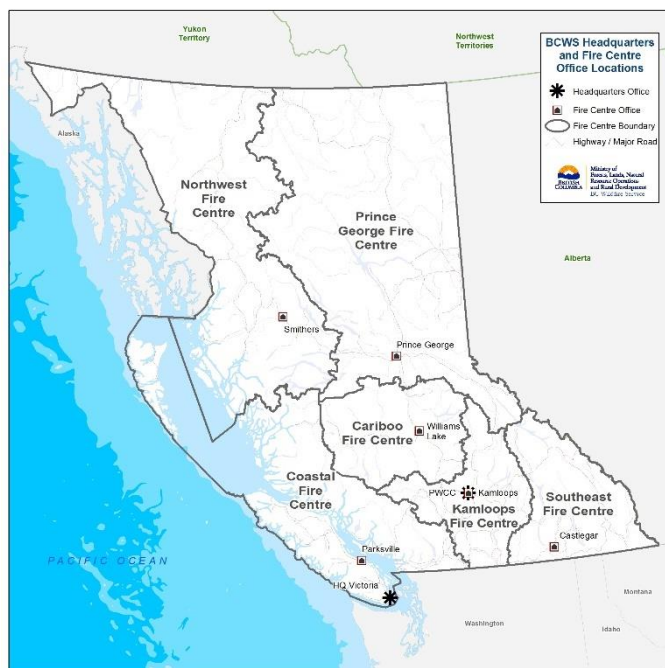 Yukon
Territory
Northwest
Territories
BCWS Headquarters
and Fire Centre
Office Locations
Headquarters Office
Fire Centre Office
Fire Centre Boundary
Highway / Major Road
BRITISH
COLUMBIA
Ministry of
Forests, Lands, Natural
Resource Operations
and Rural Development
BC Wildfire Service
Alaska
Northwest
Fire
Centre
Prince
George Fire
Centre
Alberta
Smithers
Prince George
Cariboo
Fire Centre
Williams
Lake
Coastal
Fire
Centre
PWCC
Kamloops
Kamloops
Fire Centre
Southeast
Fire Centre
Castlegar
Parksville
PACIFIC OCEAN
HQ Victoria
Washington
Montana
Idaho